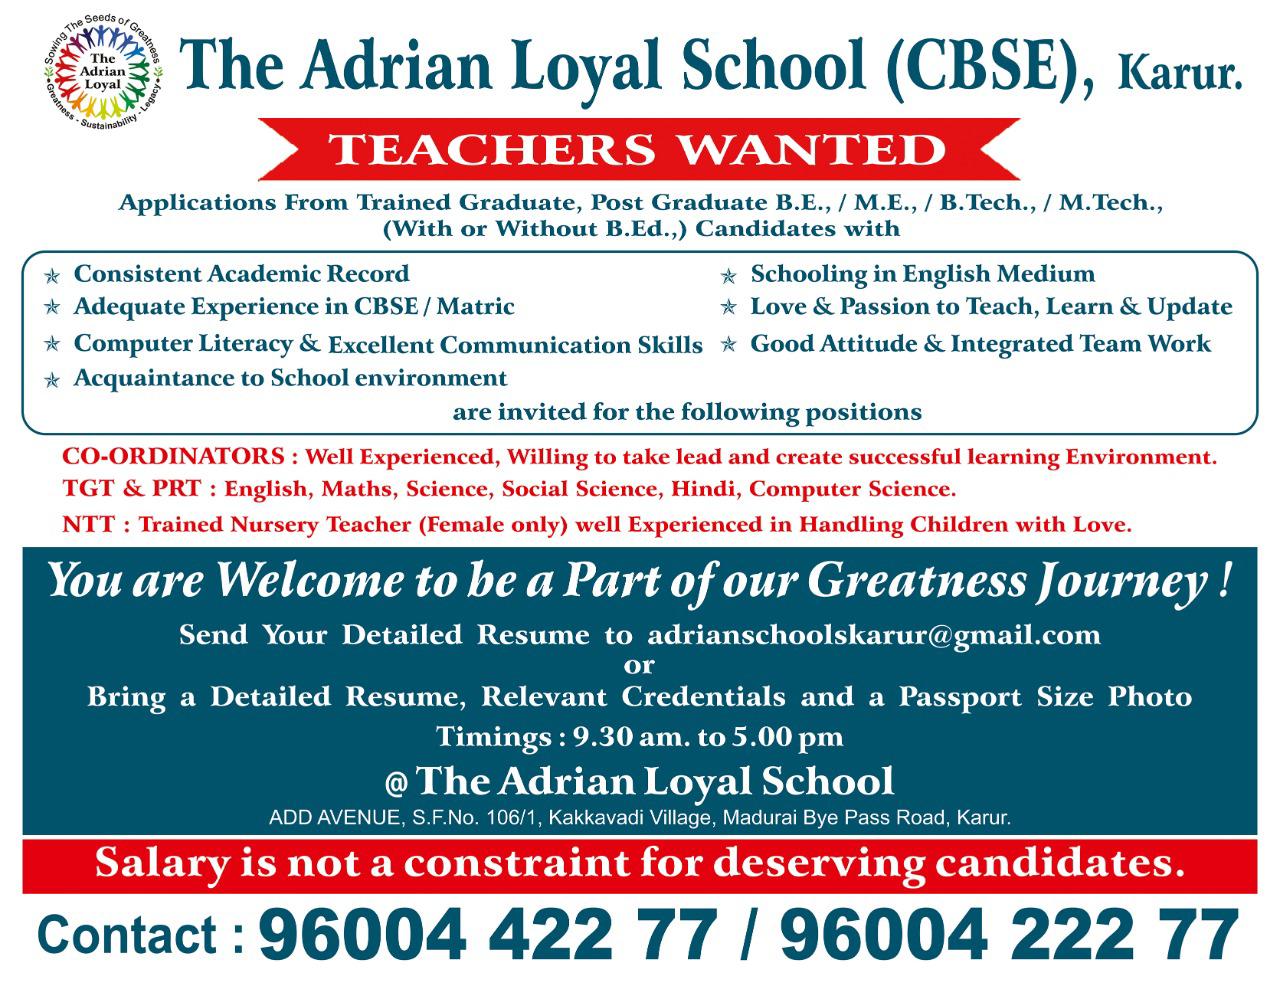 Sowing The Seeds of Greatness
The
Adrian
Loyal
Greatness - Sustainability - Legacy
The Adrian Loyal School (CBSE), Karur.
TEACHERS WANTED
Applications From Trained Graduate, Post Graduate B.E., / M.E., / B.Tech., / M.Tech.,
(With or Without B.Ed.,) Candidates with
✯ Consistent Academic Record
✯ Schooling in English Medium
✯ Adequate Experience in CBSE / Matric
✯ Love & Passion to Teach, Learn & Update
✯ Computer Literacy & Excellent Communication Skills
✯ Good Attitude & Integrated Team Work
✯ Acquaintance to School environment
are invited for the following positions
CO-ORDINATORS : Well Experienced, Willing to take lead and create successful learning Environment.
TGT & PRT : English, Maths, Science, Social Science, Hindi, Computer Science.
NTT : Trained Nursery Teacher (Female only) well Experienced in Handling Children with Love.
You are Welcome to be a Part of our Greatness Journey !
Send Your Detailed Resume to adrianschoolskarur@gmail.com
or
Bring a Detailed Resume, Relevant Credentials and a Passport Size Photo
Timings : 9.30 am. to 5.00 pm
@ The Adrian Loyal School
ADD AVENUE, S.F.No. 106/1, Kakkavadi Village, Madurai Bye Pass Road, Karur.
Salary is not a constraint for deserving candidates.
Contact : 96004 422 77 / 96004 222 77